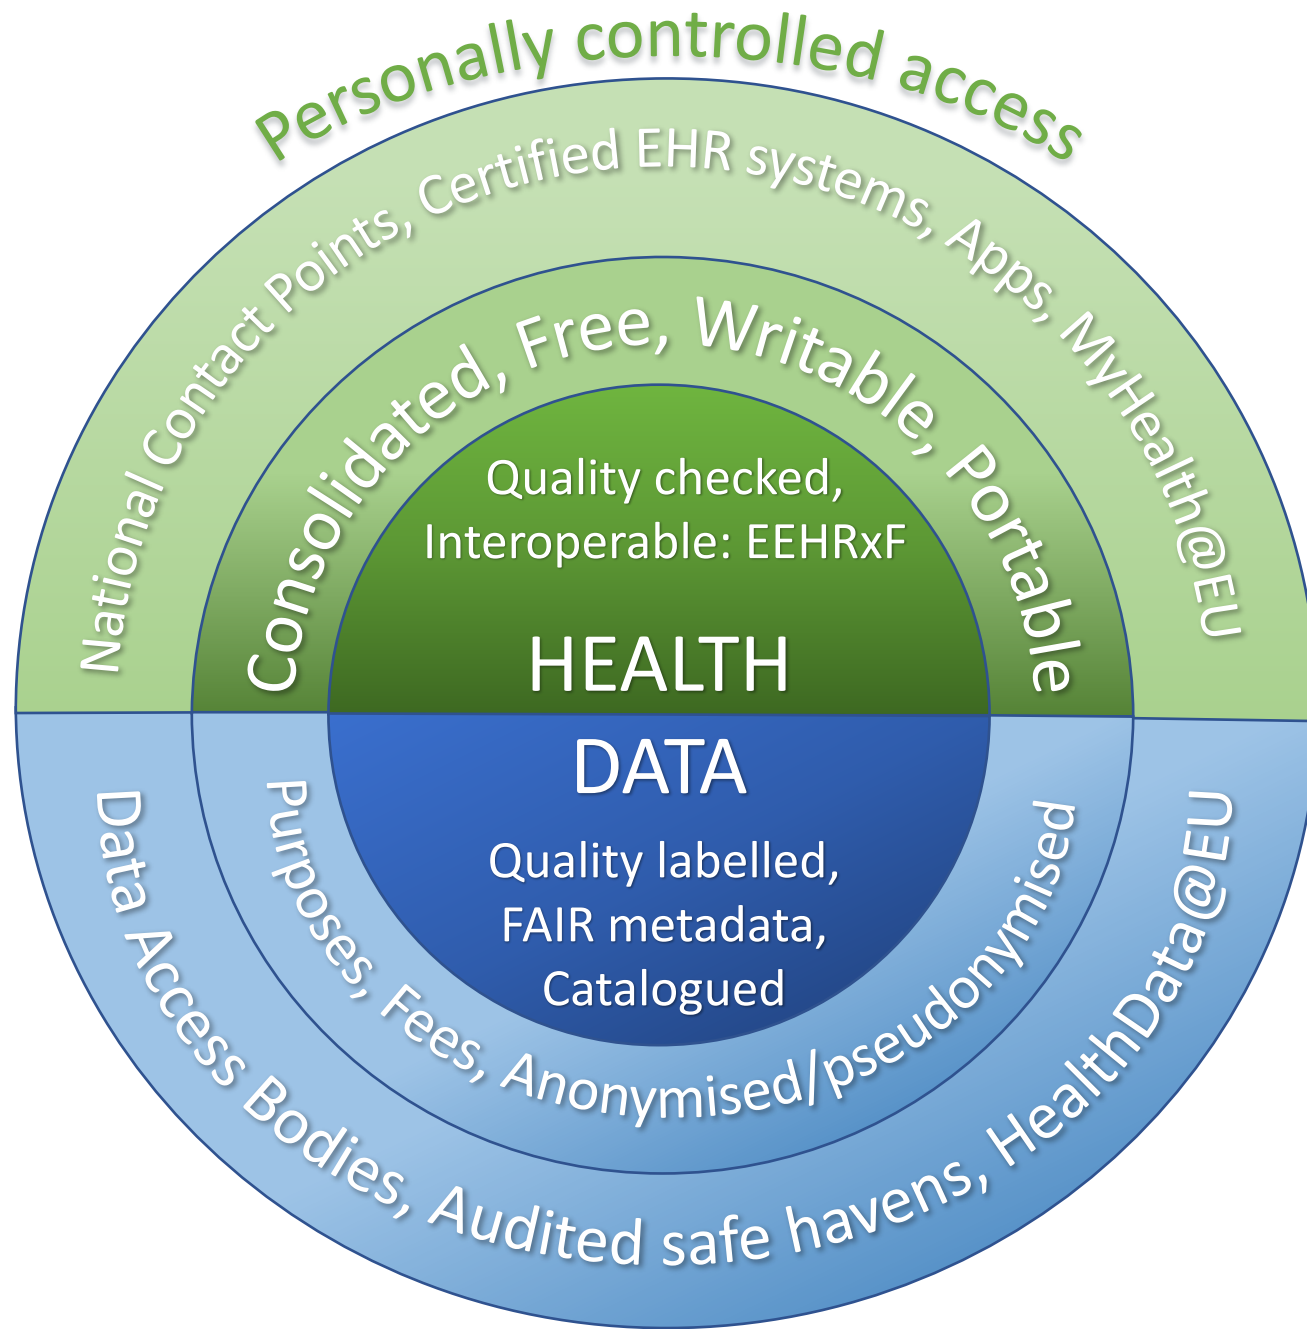 Personally controlled access
National Contact Points, Certified EHR systems, Apps, MyHealth@EU
Consolidated, Free, Writable, Portable
Quality checked,
Interoperable: EEHRxF
HEALTH
DATA
Quality labelled,
FAIR metadata,
Catalogued
Purposes, Fees, Anonymised/pseudonymised
Data Access Bodies, Audited safe havens, HealthData@EU